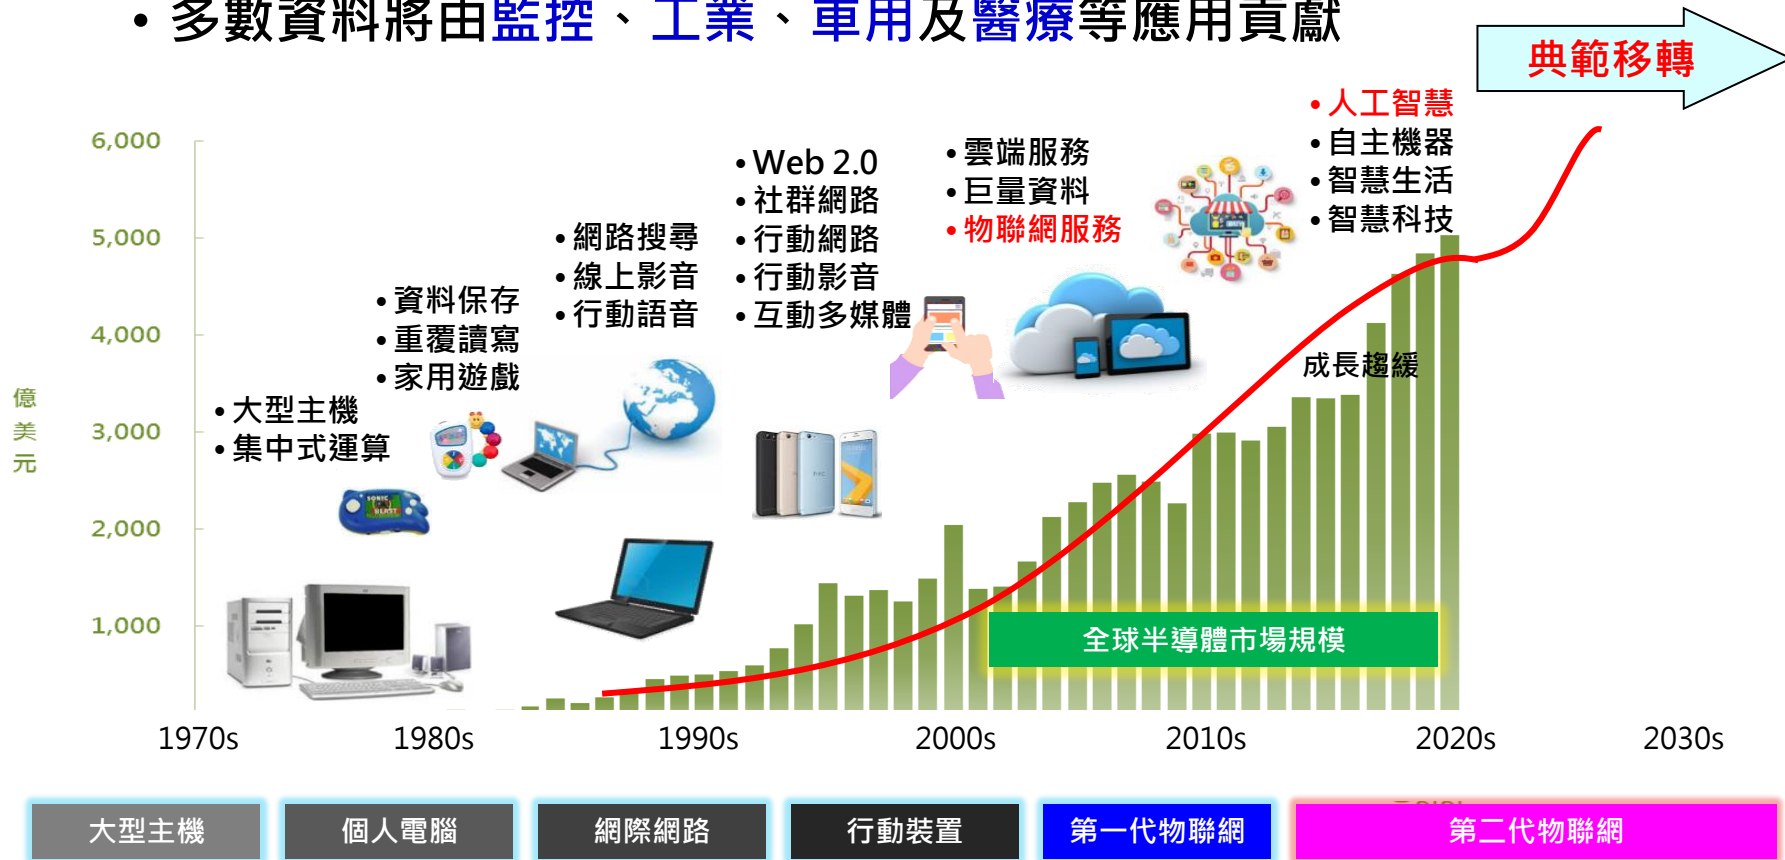 • 多數資料將由監控、工業、車用及醫療等應用貢獻
典範移轉
• 人工智慧
• 自主機器
• 智慧生活
• 智慧科技
• 雲端服務
• 巨量資料
• 物聯網服務
• Web 2.0
• 社群網路
• 行動網路
• 行動影音
• 互動多媒體
• 網路搜尋
• 線上影音
• 行動語音
• 資料保存
• 重覆讀寫
• 家用遊戲
• 大型主機
• 集中式運算
6,000
5,000
4,000
3,000
2,000
1,000
億
美
元
成長趨緩
SONIC
BLAST
全球半導體市場規模
1970s 1980s 1990s 2000s 2010s 2020s 2030s
大型主機 個人電腦 網際網路 行動裝置 第一代物聯網 第二代物聯網